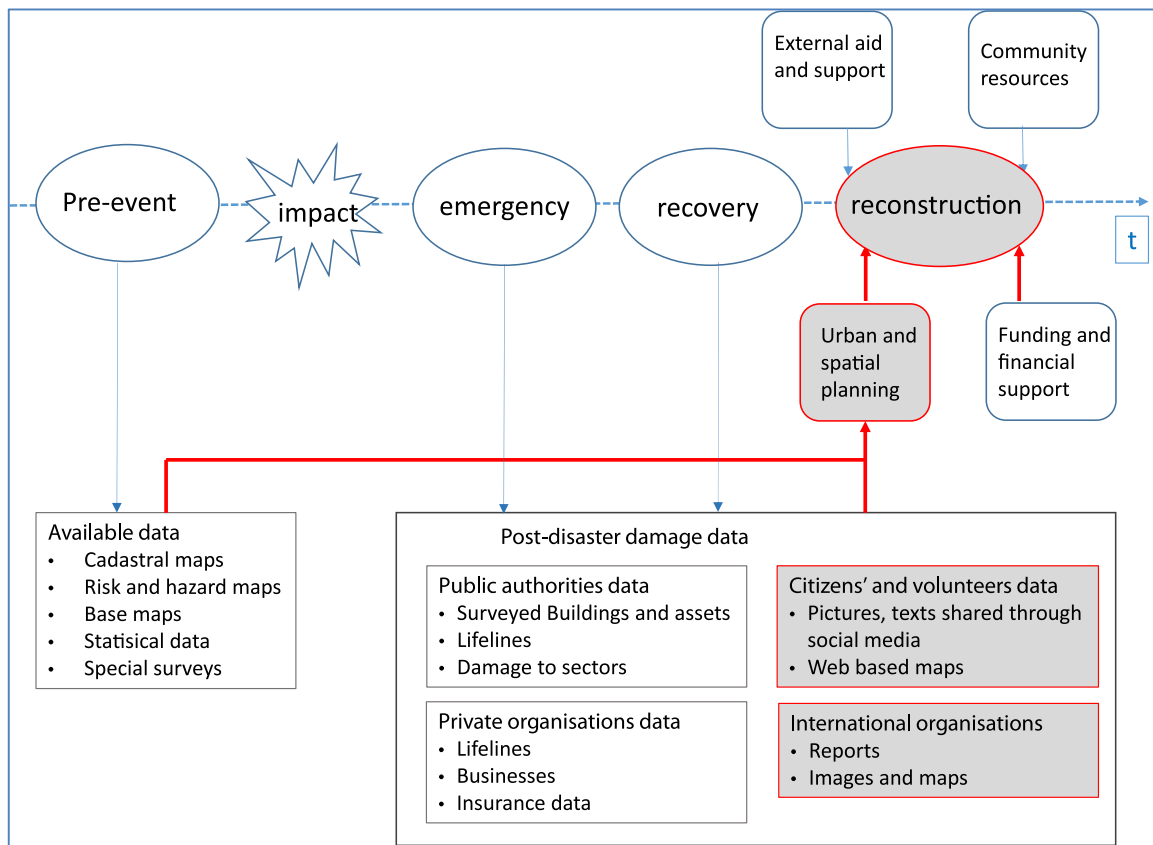 External aid
and support
Community
resources
Pre-event
impact
emergency
recovery
reconstruction
t
Urban and
spatial
planning
Funding and
financial
support
Available data
• Cadastral maps
• Risk and hazard maps
• Base maps
• Statisical data
• Special surveys
Post-disaster damage data
Public authorities data
• Surveyed Buildings and assets
• Lifelines
• Damage to sectors
Citizens’ and volunteers data
• Pictures, texts shared through
social media
• Web based maps
Private organisations data
• Lifelines
• Businesses
• Insurance data
International organisations
• Reports
• Images and maps